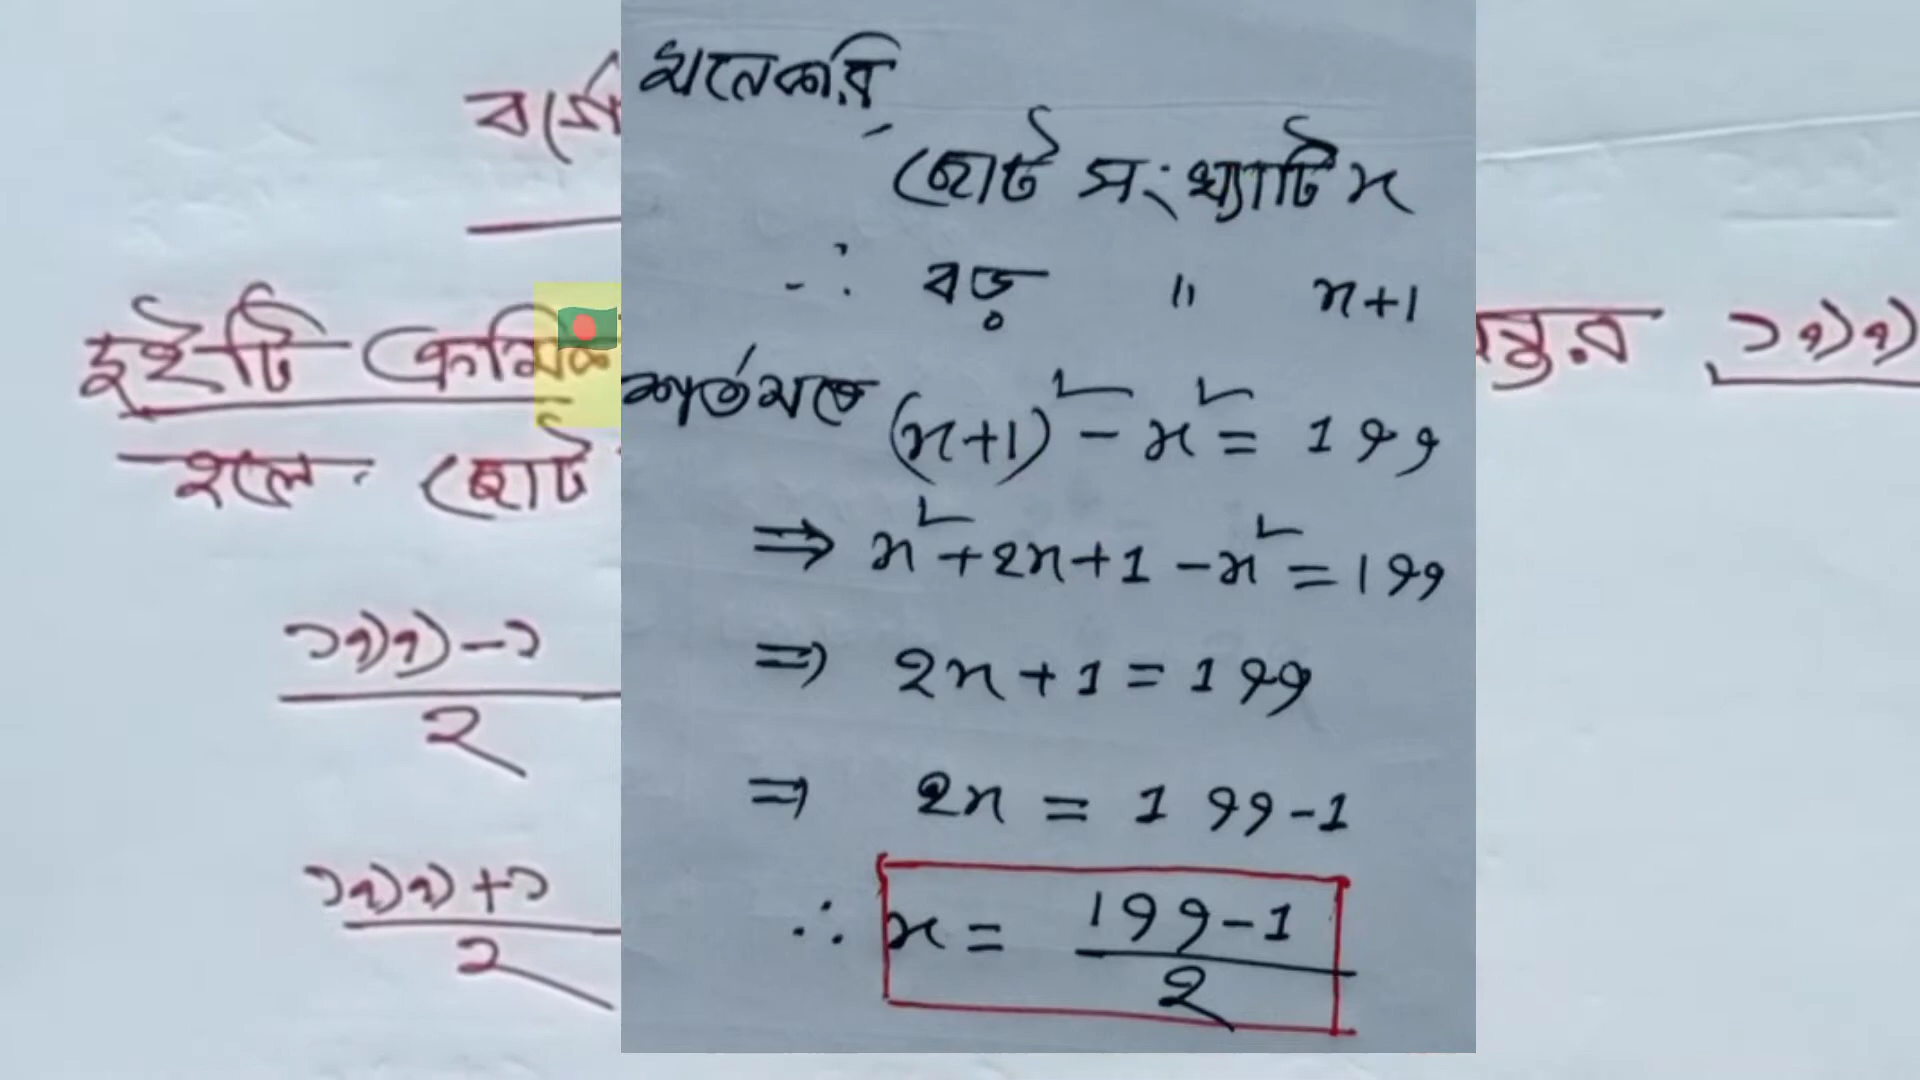 মনেকরি,
ছোট সংখ্যাটি x
∴ বড় " x+1
শর্তমতে (x+1)² - x² = 199
⇒ x² + 2x + 1 - x² = 199
⇒ 2x + 1 = 199
⇒ 2x = 199 - 1
∴ x = 199 - 1
2
দুইটি ক্রমিক
১৯৯
হলে ছোট
১৯৯ - ১
২
১৯৯ + ১
২